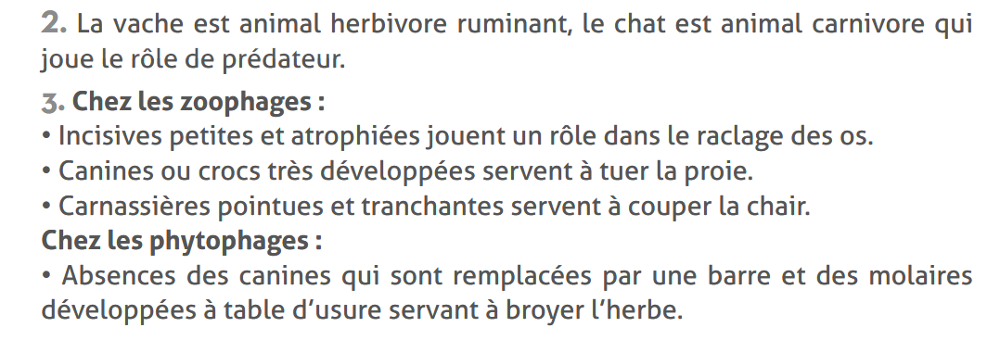 2. La vache est animal herbivore ruminant, le chat est animal carnivore qui
joue le rôle de prédateur.
3. Chez les zoophages :
• Incisives petites et atrophiées jouent un rôle dans le raclage des os.
• Canines ou crocs très développées servent à tuer la proie.
• Carnassières pointues et tranchantes servent à couper la chair.
Chez les phytophages :
• Absences des canines qui sont remplacées par une barre et des molaires
développées à table d’usure servant à broyer l’herbe.